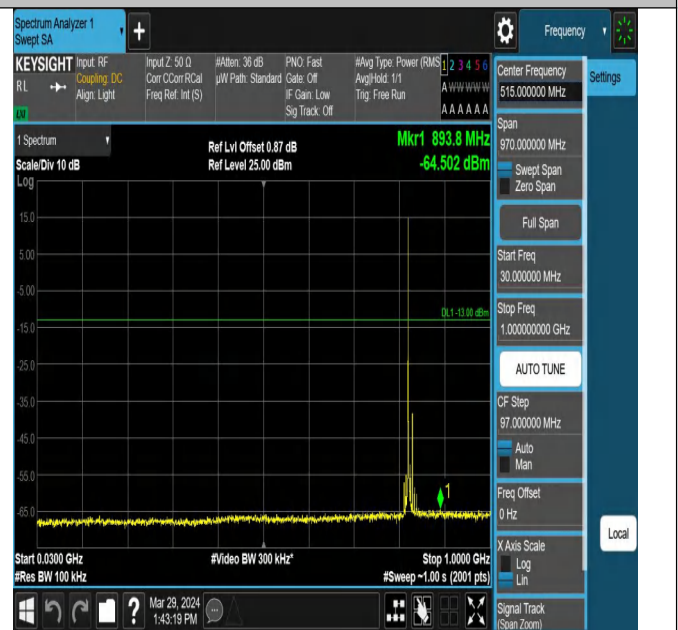 Spectrum Analyzer 1
Swept SA
Frequency
KEYSIGHT
RL
LXI
Input: RF
Coupling: DC
Align: Light
Input Z: 50 Ω
Corr CCorr RCal
Freq Ref: Int (S)
#Atten: 36 dB
µW Path: Standard
PNO: Fast
Gate: Off
IF Gain: Low
Sig Track: Off
#Avg Type: Power (RMS
Avg|Hold: 1/1
Trig: Free Run
1 2 3 4 5 6
A W W W W W
A A A A A A
1 Spectrum
Scale/Div 10 dB
Log
Ref Lvl Offset 0.87 dB
Ref Level 25.00 dBm
Mkr1 893.8 MHz
-64.502 dBm
15.0
5.00
-5.00
-15.0
-25.0
-35.0
-45.0
-55.0
-65.0
DL1 -13.00 dBm
1
Start 0.0300 GHz
#Res BW 100 kHz
#Video BW 300 kHz*
Stop 1.0000 GHz
#Sweep ~1.00 s (2001 pts)
Center Frequency
515.000000 MHz
Settings
Span
970.000000 MHz
Swept Span
Zero Span
Full Span
Start Freq
30.000000 MHz
Stop Freq
1.000000000 GHz
AUTO TUNE
CF Step
97.000000 MHz
Auto
Man
Freq Offset
0 Hz
X Axis Scale
Log
Lin
Local
Signal Track
(Span Zoom)
?
Mar 29, 2024
1:43:19 PM